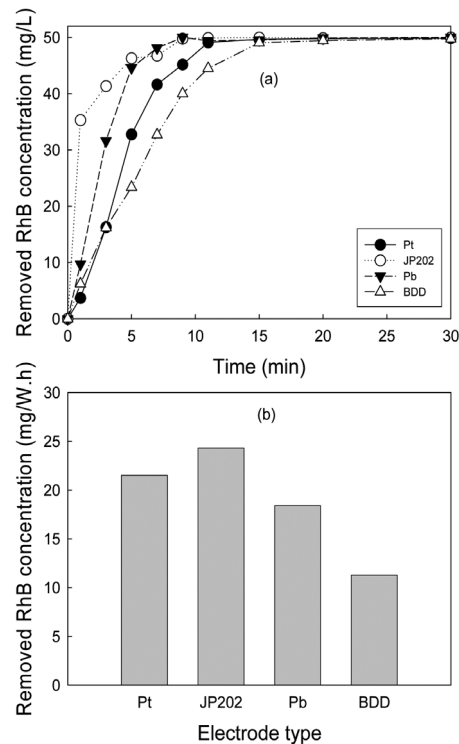 Removed RhB concentration (mg/L)
60
50
40
30
20
10
0
(a)
Pt
JP202
Pb
BDD
0 5 10 15 20 25 30
Time (min)
Removed RhB concentration (mg/W.h)
30
25
20
15
10
5
0
(b)
Pt JP202 Pb BDD
Electrode type